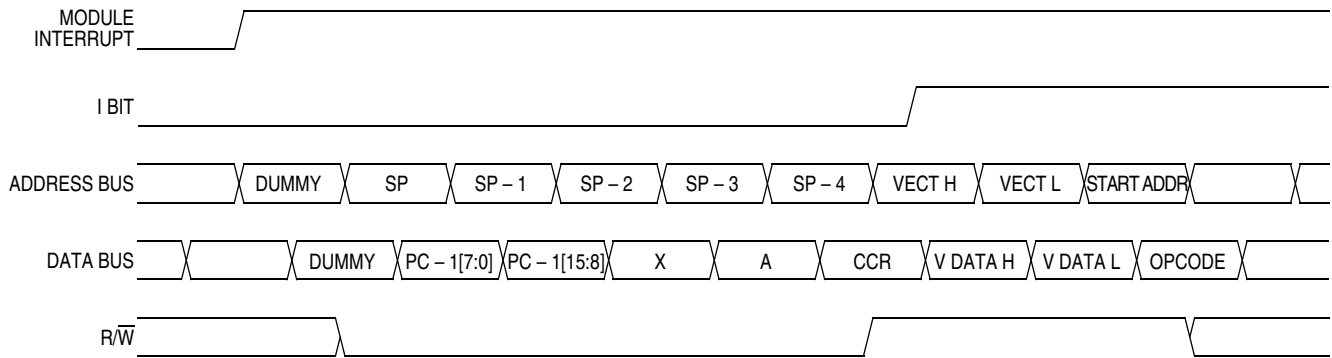 MODULE
INTERRUPT
I BIT
ADDRESS BUS DUMMY SP SP – 1 SP – 2 SP – 3 SP – 4 VECT H VECT L START ADDR
DATA BUS DUMMY PC – 1[7:0] PC – 1[15:8] X A CCR V DATA H V DATA L OPCODE
R/W̅